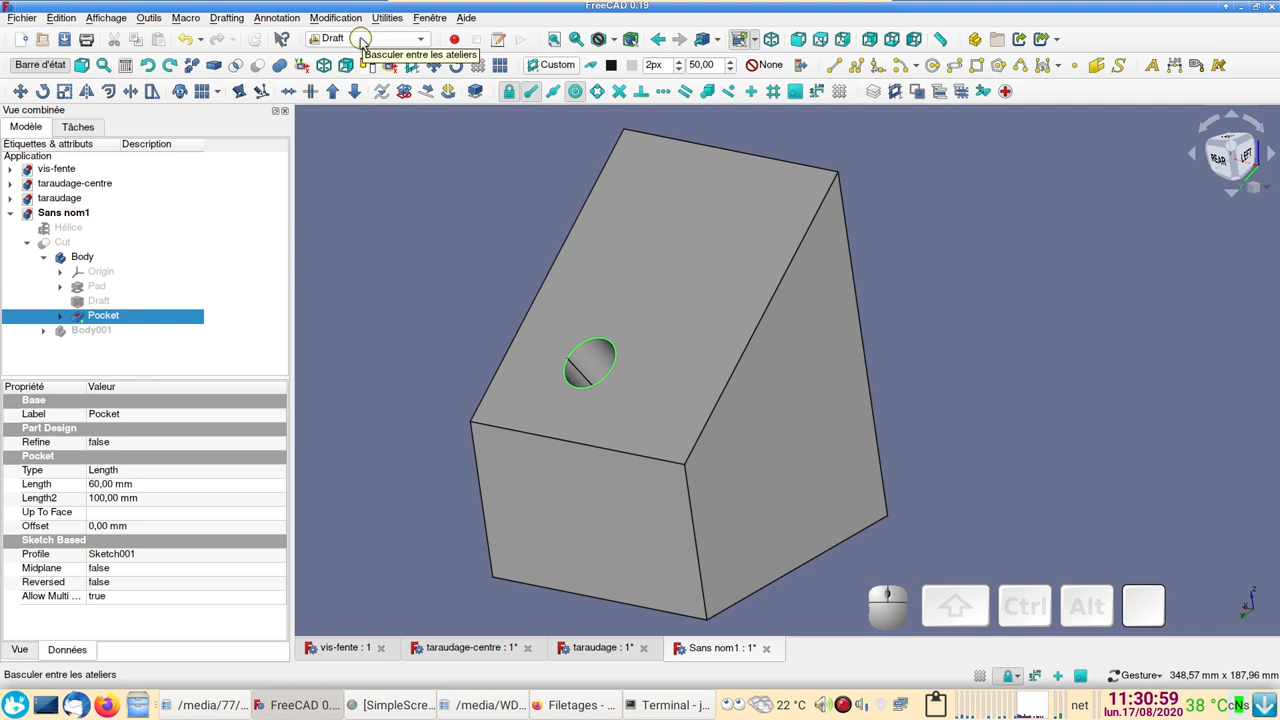 FreeCAD 0.19
Fichier Édition Affichage Outils Macro Drafting Annotation Modification Utilities Fenêtre Aide
Draft
Basculer entre les ateliers
Barre d'état Custom 2px 50,00 None
Vue combinée
Modèle Tâches
Étiquettes & attributs Description
Application
vis-fente
taraudage-centre
taraudage
Sans nom1
Hélice
Cut
Body
Origin
Pad
Draft
Pocket
Body001
REAR LEFT
Propriété Valeur
Base
Label Pocket
Part Design
Refine false
Pocket
Type Length
Length 60,00 mm
Length2 100,00 mm
Up To Face
Offset 0,00 mm
Sketch Based
Profile Sketch001
Midplane false
Reversed false
Allow Multi ... true
Ctrl Alt
Vue Données
vis-fente : 1 taraudage-centre : 1* taraudage : 1* Sans nom1 : 1*
Basculer entre les ateliers Gesture 348,57 mm x 187,96 mm
/media/77/... FreeCAD 0.... [SimpleScre... /media/WD... Filetages - ... Terminal - j... 22 °C net 11:30:59 38 °C cNs
lun.17/08/2020